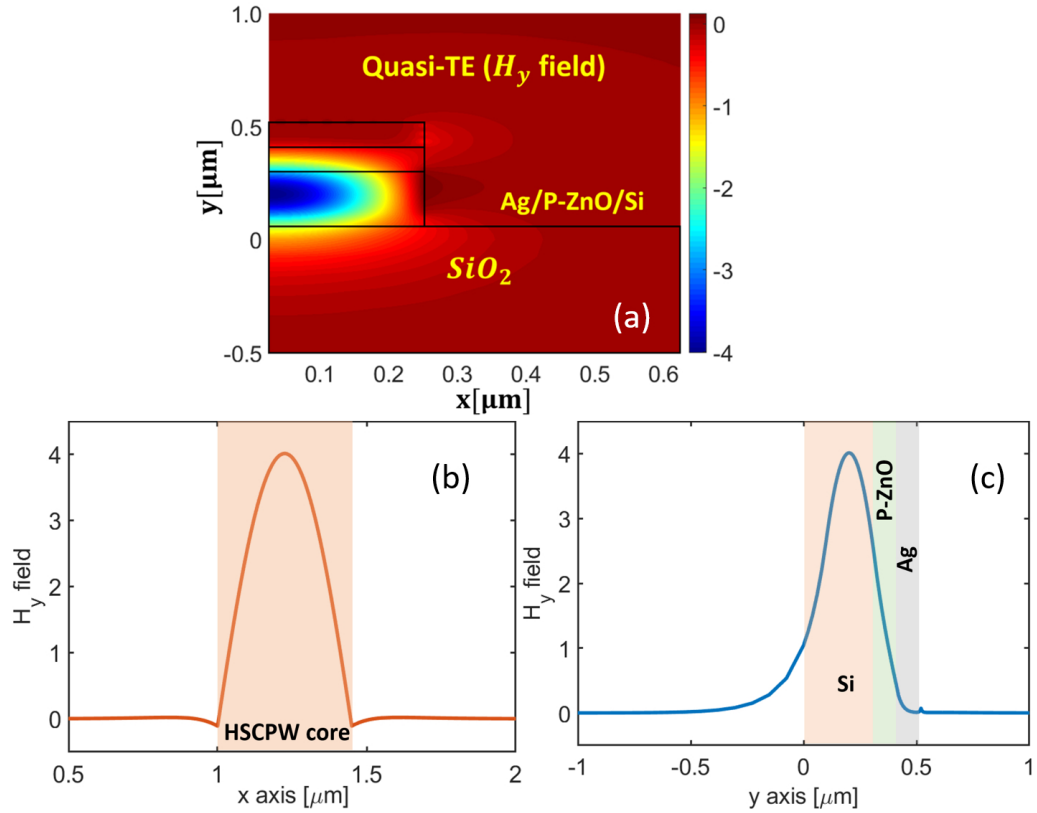 1.0
0.5
0
-0.5
y[μm]
Quasi-TE (H_y field)
Ag/P-ZnO/Si
SiO_2
(a)
0
-1
-2
-3
-4
0.1 0.2 0.3 0.4 0.5 0.6
x[μm]
4
3
2
1
0
H_y field
(b)
HSCPW core
0.5 1 1.5 2
x axis [μm]
4
3
2
1
0
H_y field
(c)
P-ZnO
Ag
Si
-1 -0.5 0 0.5 1
y axis [μm]